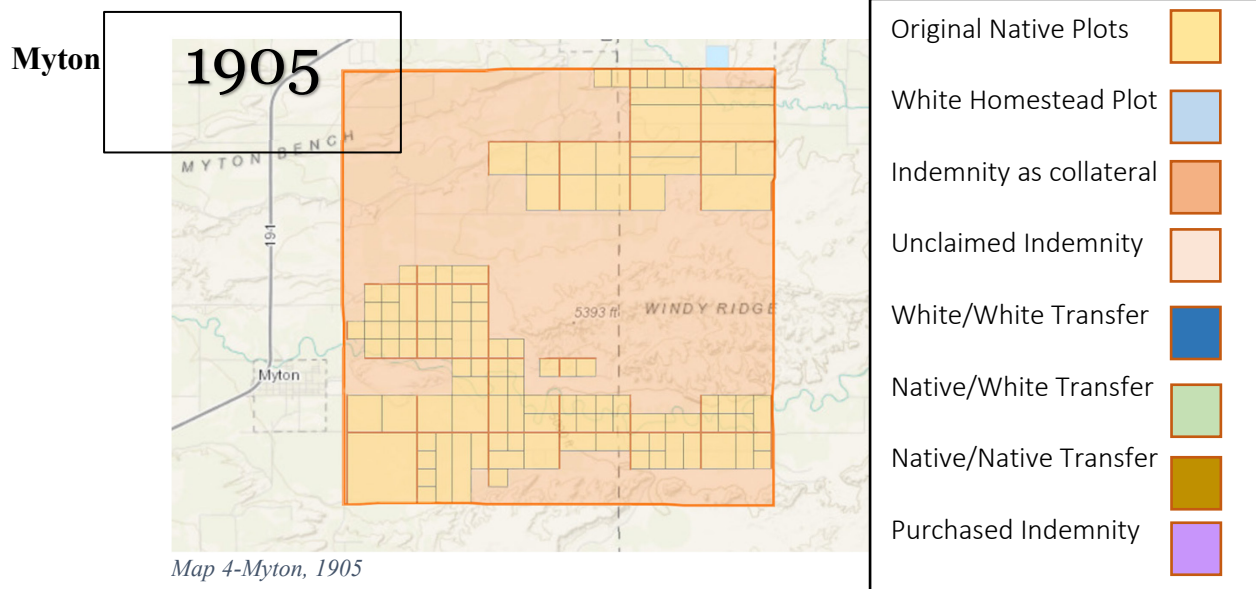 Myton
1905
MYTON BENCH
191
5393 ft
WINDY RIDGE
Myton
Map 4-Myton, 1905
Original Native Plots
White Homestead Plot
Indemnity as collateral
Unclaimed Indemnity
White/White Transfer
Native/White Transfer
Native/Native Transfer
Purchased Indemnity